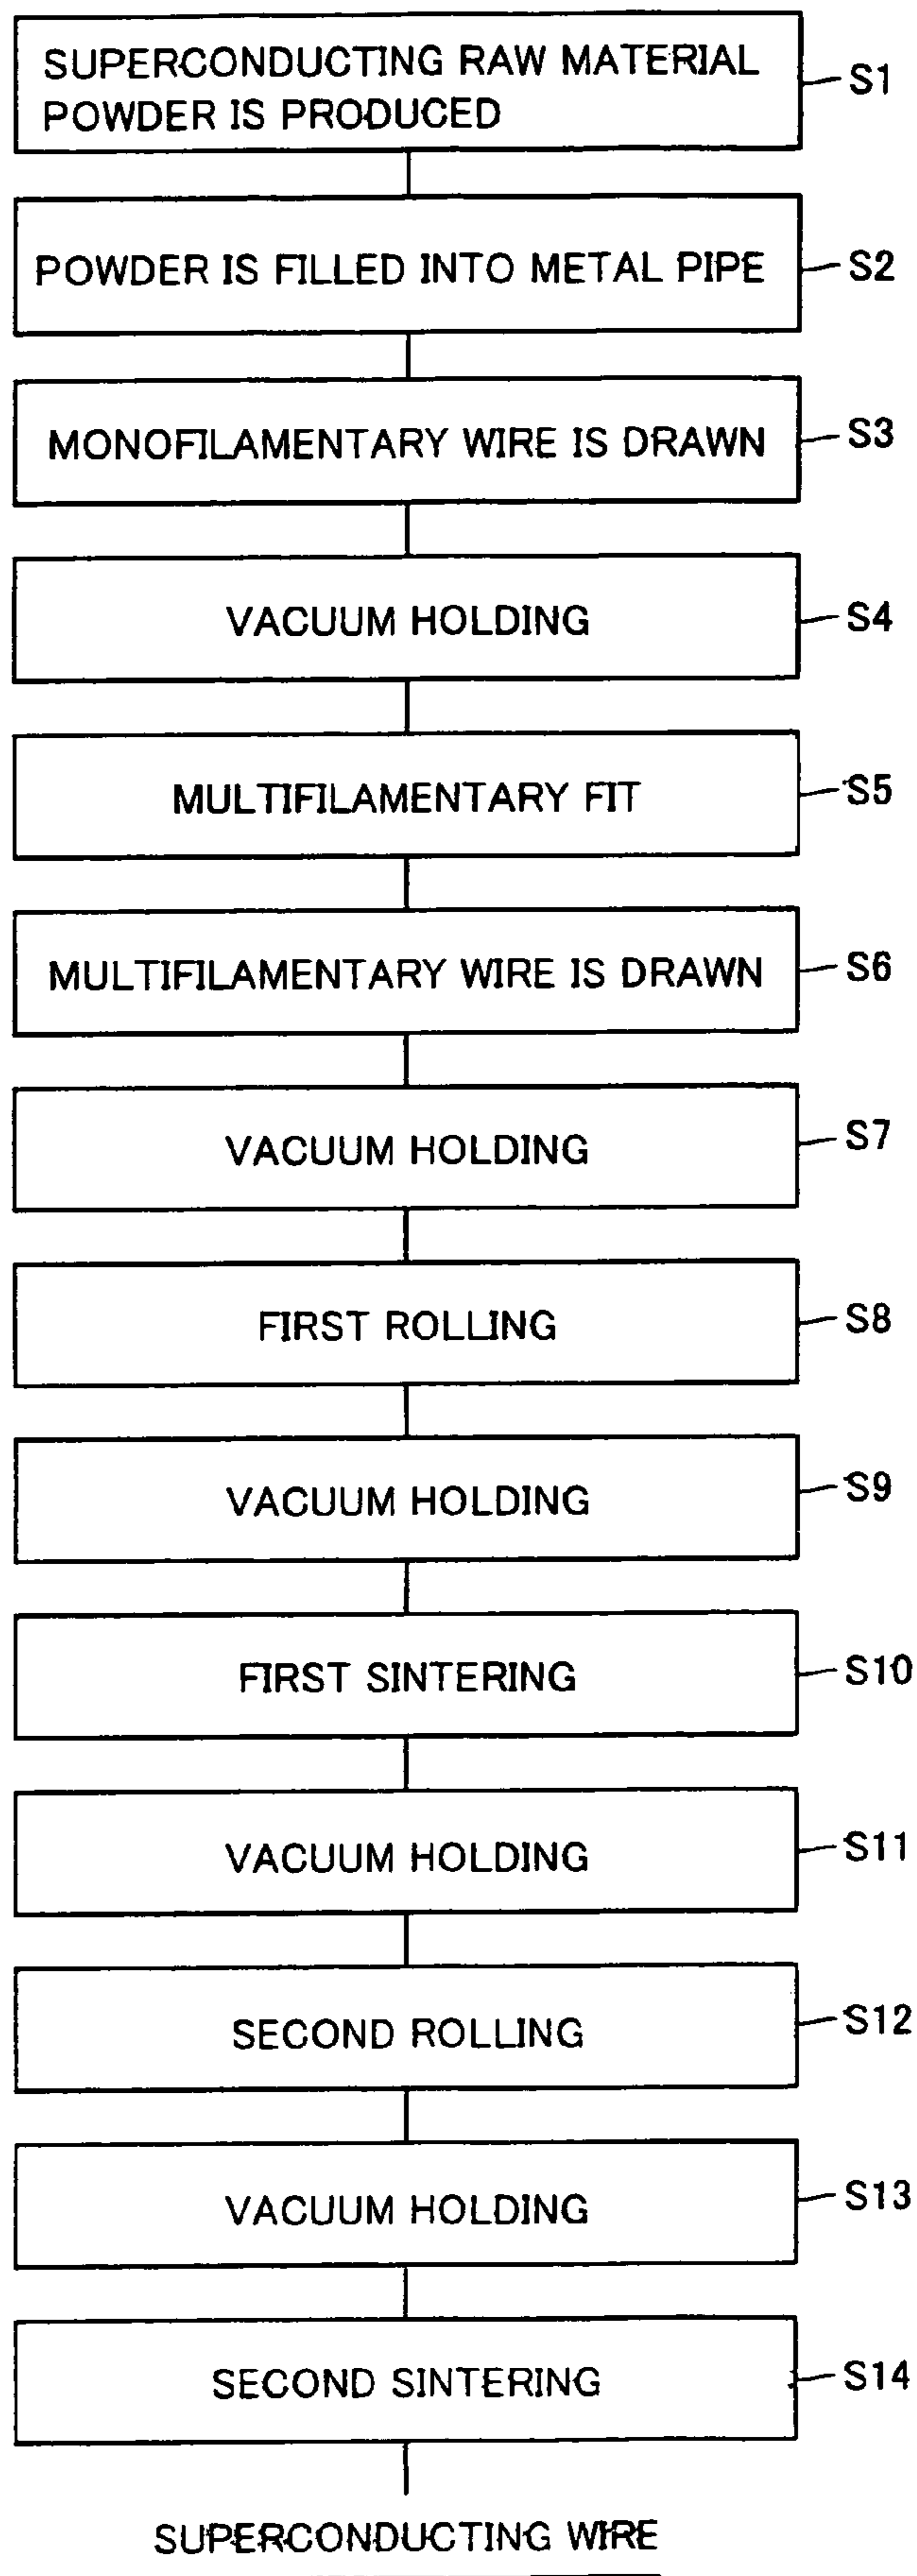 SUPERCONDUCTING RAW MATERIAL
POWDER IS PRODUCED
S1
POWDER IS FILLED INTO METAL PIPE
S2
MONOFILAMENTARY WIRE IS DRAWN
S3
VACUUM HOLDING
S4
MULTIFILAMENTARY FIT
S5
MULTIFILAMENTARY WIRE IS DRAWN
S6
VACUUM HOLDING
S7
FIRST ROLLING
S8
VACUUM HOLDING
S9
FIRST SINTERING
S10
VACUUM HOLDING
S11
SECOND ROLLING
S12
VACUUM HOLDING
S13
SECOND SINTERING
S14
SUPERCONDUCTING WIRE